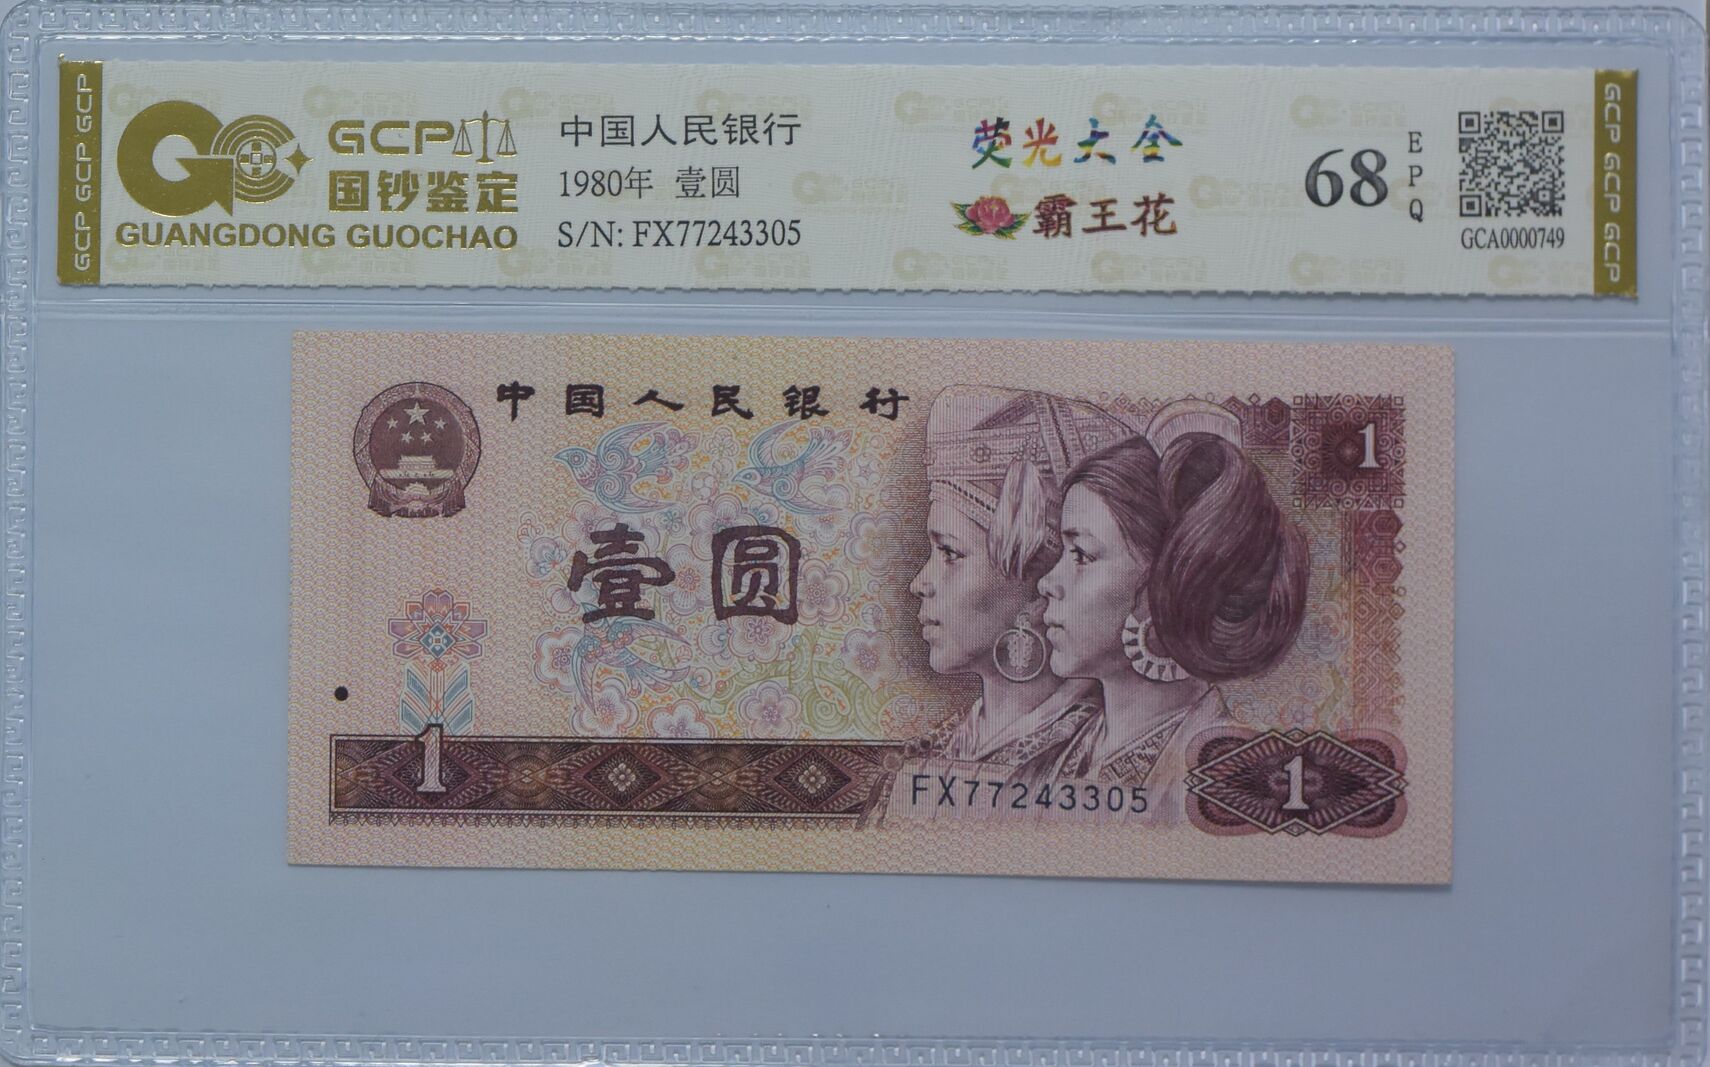 GCP GCP GCP
GCP
国钞鉴定
GUANGDONG GUOCHAO
中国人民银行
1980年 壹圆
S/N: FX77243305
荧光大全
霸王花
68
EPQ
GCA0000749
GCP GCP GCP
中国人民银行
1
壹圆
1
FX77243305
1